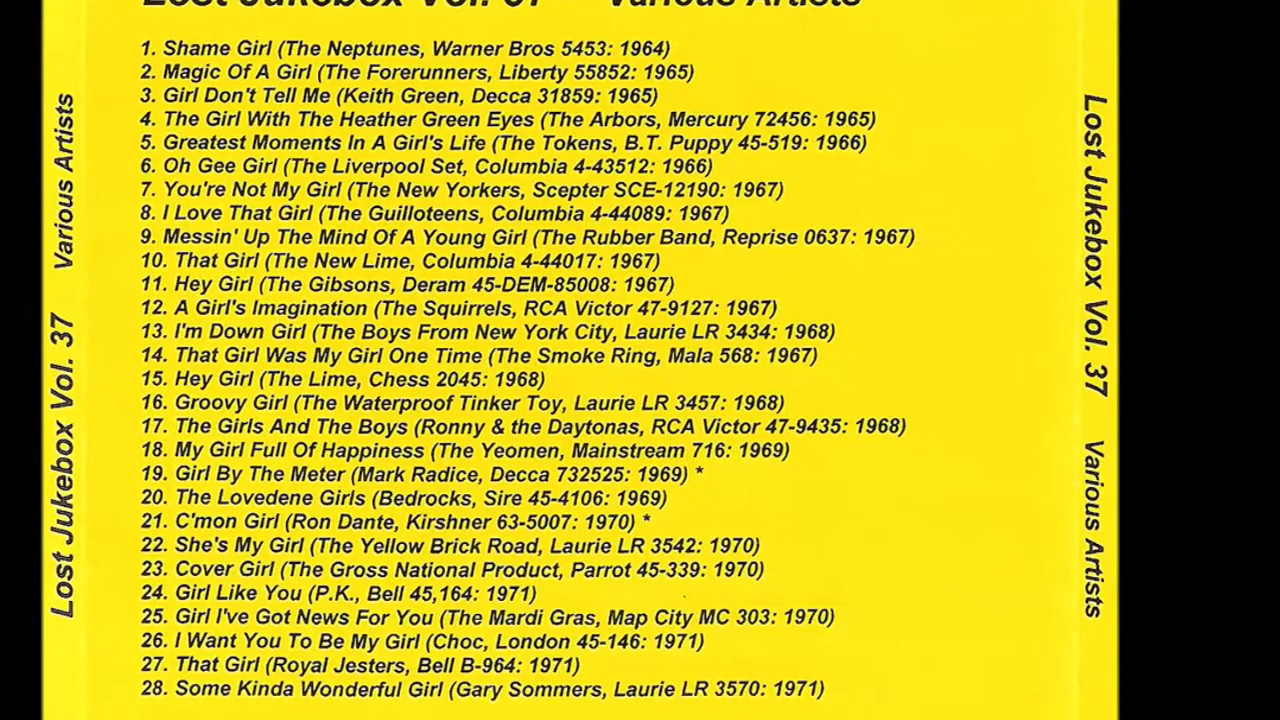 Lost Jukebox Vol. 37 Various Artists
1. Shame Girl (The Neptunes, Warner Bros 5453: 1964)
2. Magic Of A Girl (The Forerunners, Liberty 55852: 1965)
3. Girl Don't Tell Me (Keith Green, Decca 31859: 1965)
4. The Girl With The Heather Green Eyes (The Arbors, Mercury 72456: 1965)
5. Greatest Moments In A Girl's Life (The Tokens, B.T. Puppy 45-519: 1966)
6. Oh Gee Girl (The Liverpool Set, Columbia 4-43512: 1966)
7. You're Not My Girl (The New Yorkers, Scepter SCE-12190: 1967)
8. I Love That Girl (The Guilloteens, Columbia 4-44089: 1967)
9. Messin' Up The Mind Of A Young Girl (The Rubber Band, Reprise 0637: 1967)
10. That Girl (The New Lime, Columbia 4-44017: 1967)
11. Hey Girl (The Gibsons, Deram 45-DEM-85008: 1967)
12. A Girl's Imagination (The Squirrels, RCA Victor 47-9127: 1967)
13. I'm Down Girl (The Boys From New York City, Laurie LR 3434: 1968)
14. That Girl Was My Girl One Time (The Smoke Ring, Mala 568: 1967)
15. Hey Girl (The Lime, Chess 2045: 1968)
16. Groovy Girl (The Waterproof Tinker Toy, Laurie LR 3457: 1968)
17. The Girls And The Boys (Ronny & the Daytonas, RCA Victor 47-9435: 1968)
18. My Girl Full Of Happiness (The Yeomen, Mainstream 716: 1969)
19. Girl By The Meter (Mark Radice, Decca 732525: 1969) *
20. The Lovedene Girls (Bedrocks, Sire 45-4106: 1969)
21. C'mon Girl (Ron Dante, Kirshner 63-5007: 1970) *
22. She's My Girl (The Yellow Brick Road, Laurie LR 3542: 1970)
23. Cover Girl (The Gross National Product, Parrot 45-339: 1970)
24. Girl Like You (P.K., Bell 45,164: 1971)
25. Girl I've Got News For You (The Mardi Gras, Map City MC 303: 1970)
26. I Want You To Be My Girl (Choc, London 45-146: 1971)
27. That Girl (Royal Jesters, Bell B-964: 1971)
28. Some Kinda Wonderful Girl (Gary Sommers, Laurie LR 3570: 1971)
Lost Jukebox Vol. 37 Various Artists
Lost Jukebox Vol. 37 Various Artists